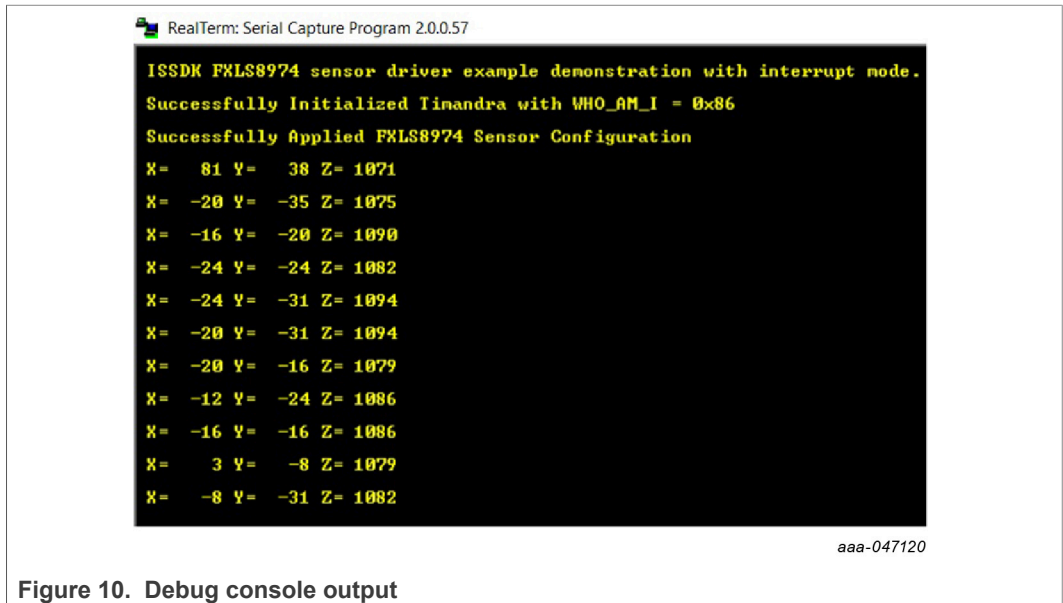 RealTerm: Serial Capture Program 2.0.0.57
ISSDK FXLS8974 sensor driver example demonstration with interrupt mode.
Successfully Initialized Timandra with WHO_AM_I = 0x86
Successfully Applied FXLS8974 Sensor Configuration
X=   81 Y=   38 Z= 1071
X=  -20 Y=  -35 Z= 1075
X=  -16 Y=  -20 Z= 1090
X=  -24 Y=  -24 Z= 1082
X=  -24 Y=  -31 Z= 1094
X=  -20 Y=  -31 Z= 1094
X=  -20 Y=  -16 Z= 1079
X=  -12 Y=  -24 Z= 1086
X=  -16 Y=  -16 Z= 1086
X=    3 Y=   -8 Z= 1079
X=   -8 Y=  -31 Z= 1082
aaa-047120
Figure 10. Debug console output